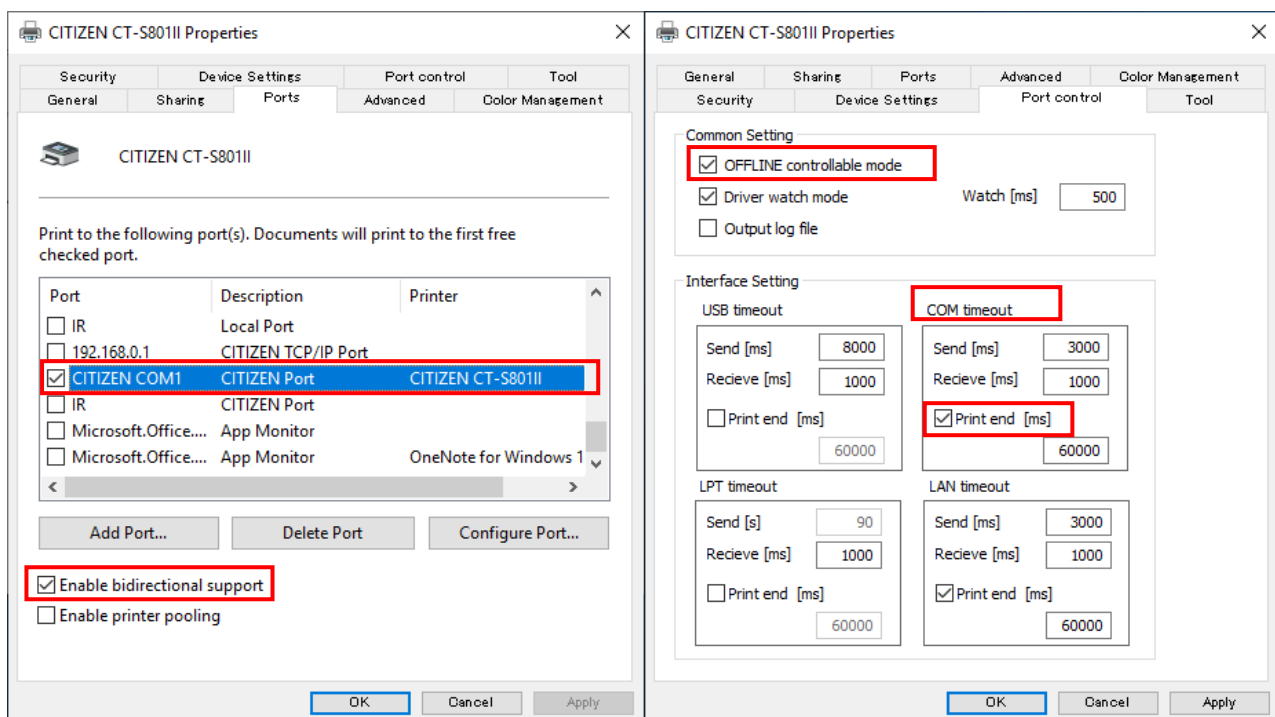 CITIZEN CT-S801II Properties
Security Device Settings Port control Tool
General Sharing Ports Advanced Color Management
CITIZEN CT-S801II
Print to the following port(s). Documents will print to the first free
checked port.
Port Description Printer
IR Local Port
192.168.0.1 CITIZEN TCP/IP Port
CITIZEN COM1 CITIZEN Port CITIZEN CT-S801II
IR CITIZEN Port
Microsoft.Office.... App Monitor
Microsoft.Office.... App Monitor OneNote for Windows 1
Add Port... Delete Port Configure Port...
Enable bidirectional support
Enable printer pooling
OK Cancel Apply
CITIZEN CT-S801II Properties
General Sharing Ports Advanced Color Management
Security Device Settings Port control Tool
Common Setting
OFFLINE controllable mode
Driver watch mode Watch [ms] 500
Output log file
Interface Setting
USB timeout
Send [ms] 8000
Recieve [ms] 1000
Print end [ms]
60000
COM timeout
Send [ms] 3000
Recieve [ms] 1000
Print end [ms]
60000
LPT timeout
Send [s] 90
Recieve [ms] 1000
Print end [ms]
60000
LAN timeout
Send [ms] 3000
Recieve [ms] 1000
Print end [ms]
60000
OK Cancel Apply